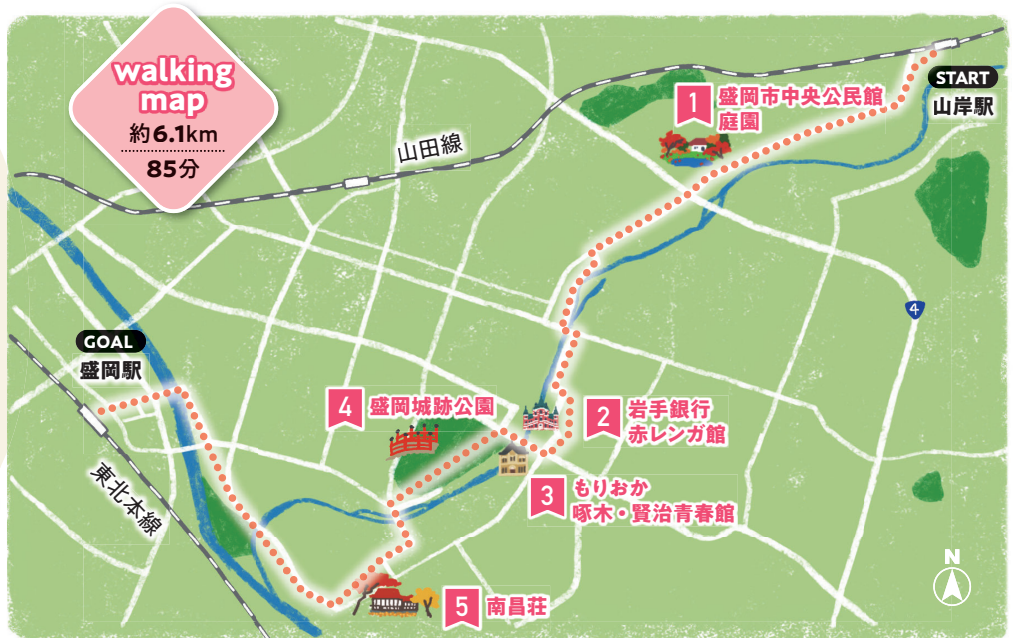 walking
map
約6.1km
85分
START
山岸駅
1
盛岡市中央公民館
庭園
山田線
4
GOAL
盛岡駅
4
盛岡城跡公園
2
岩手銀行
赤レンガ館
3
もりおか
啄木・賢治青春館
東北本線
5
南昌荘
N